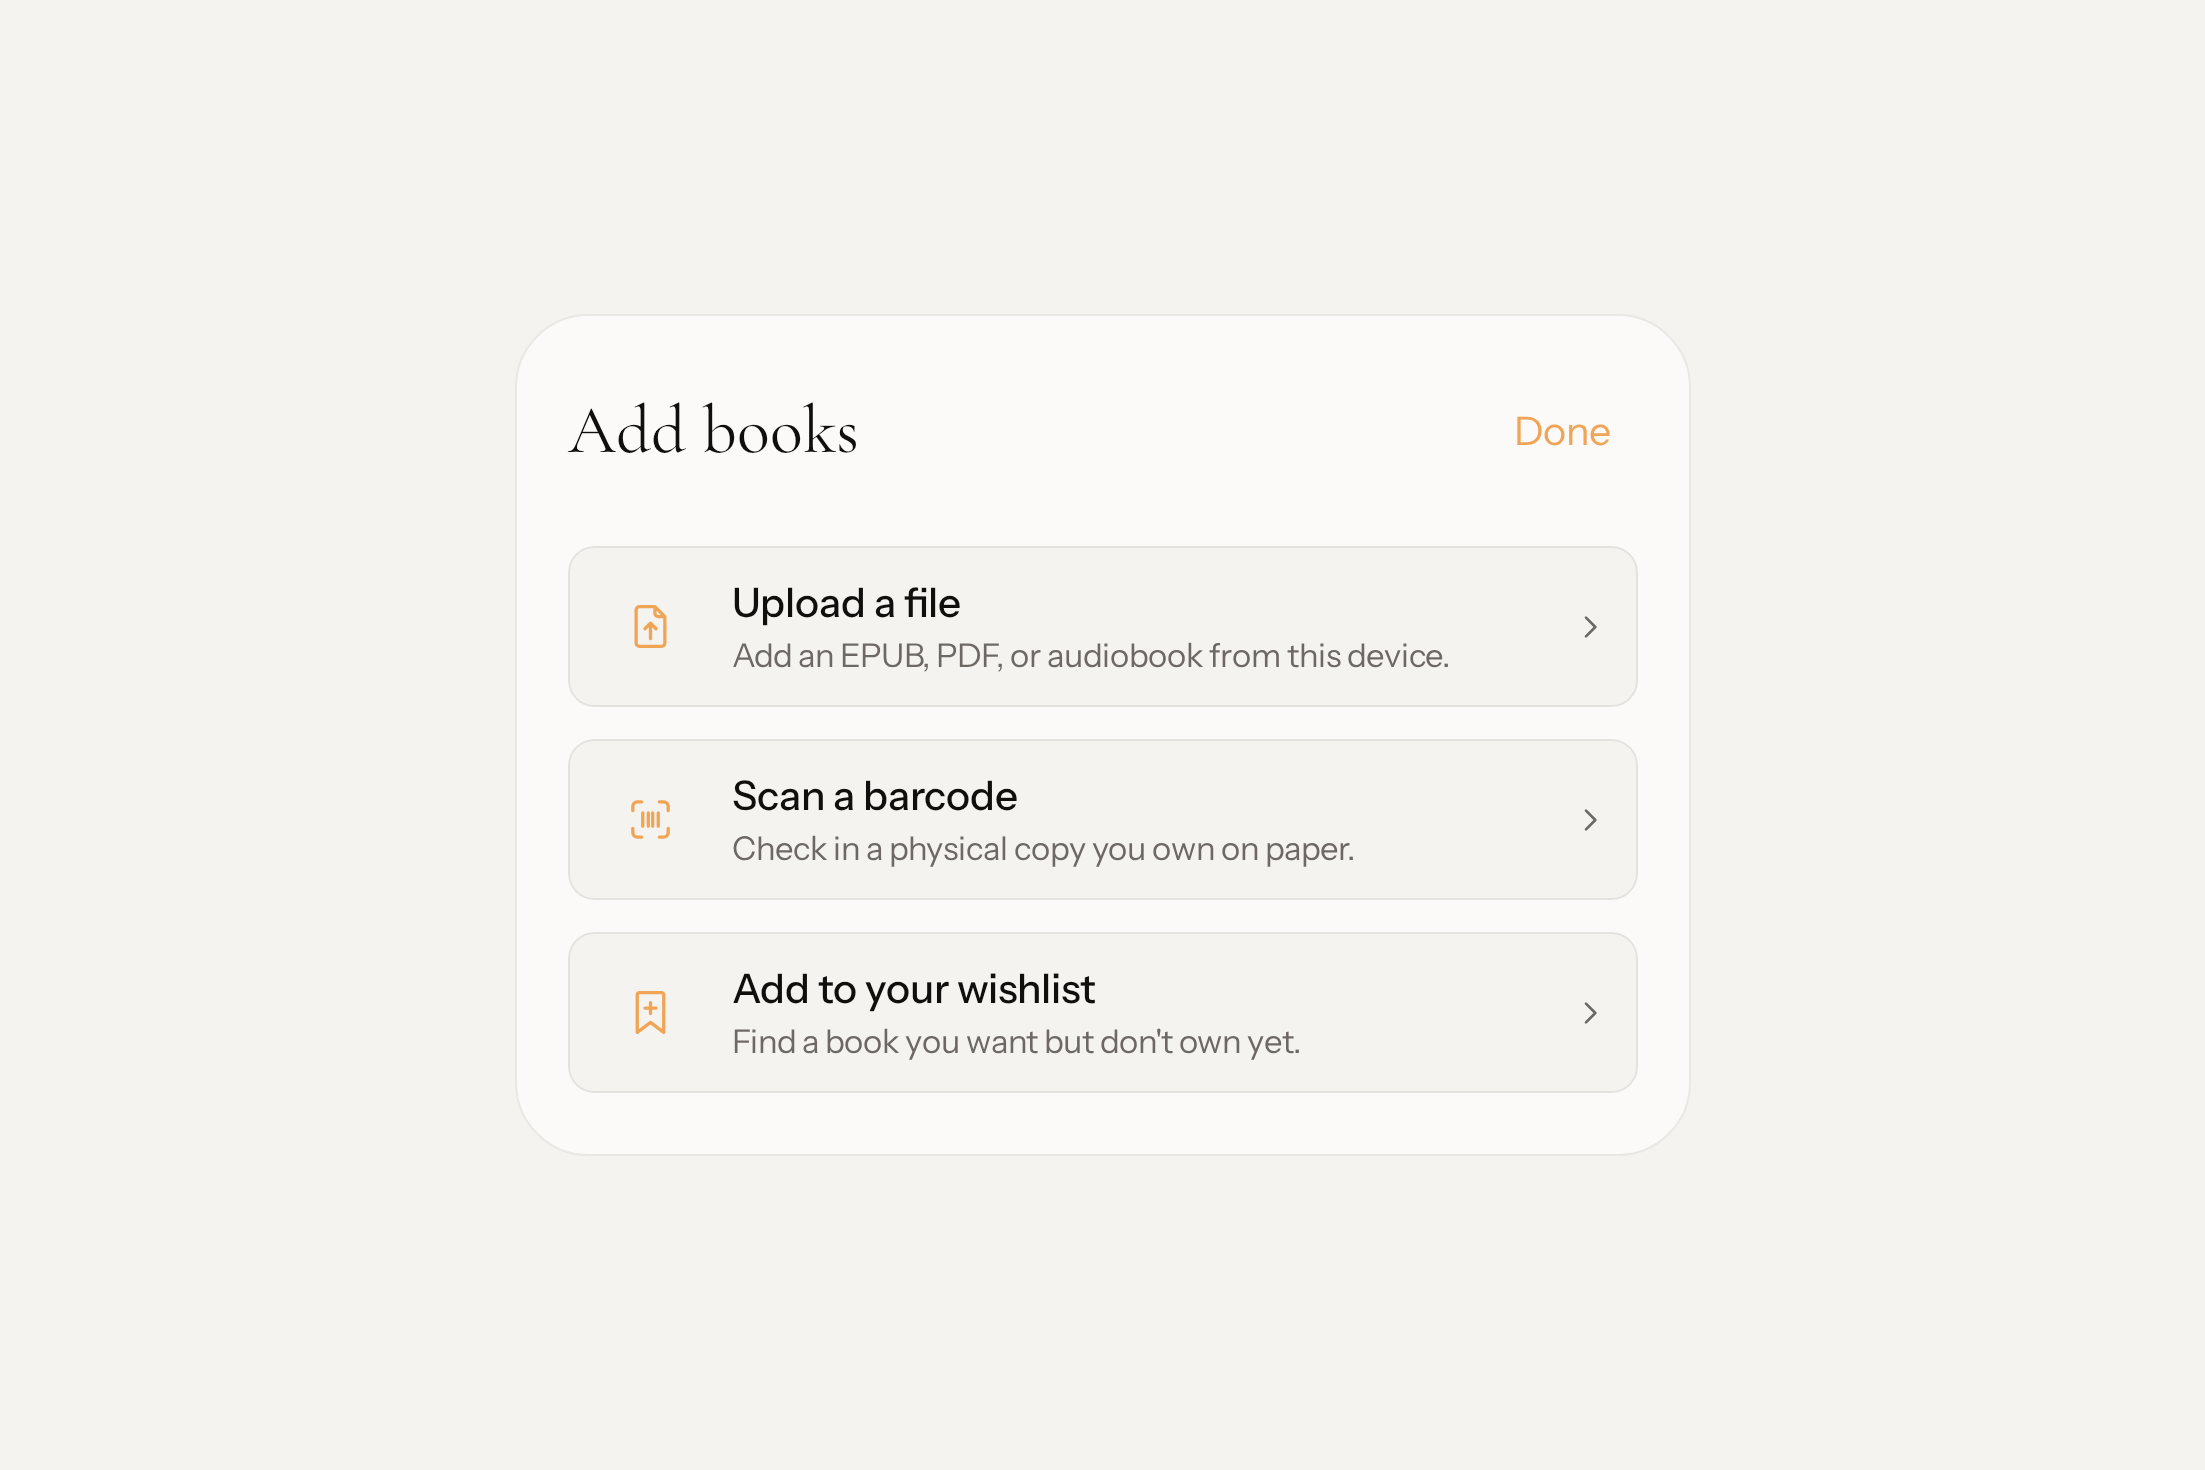 Add books
Done
Upload a file
Add an EPUB, PDF, or audiobook from this device.
Scan a barcode
Check in a physical copy you own on paper.
Add to your wishlist
Find a book you want but don't own yet.